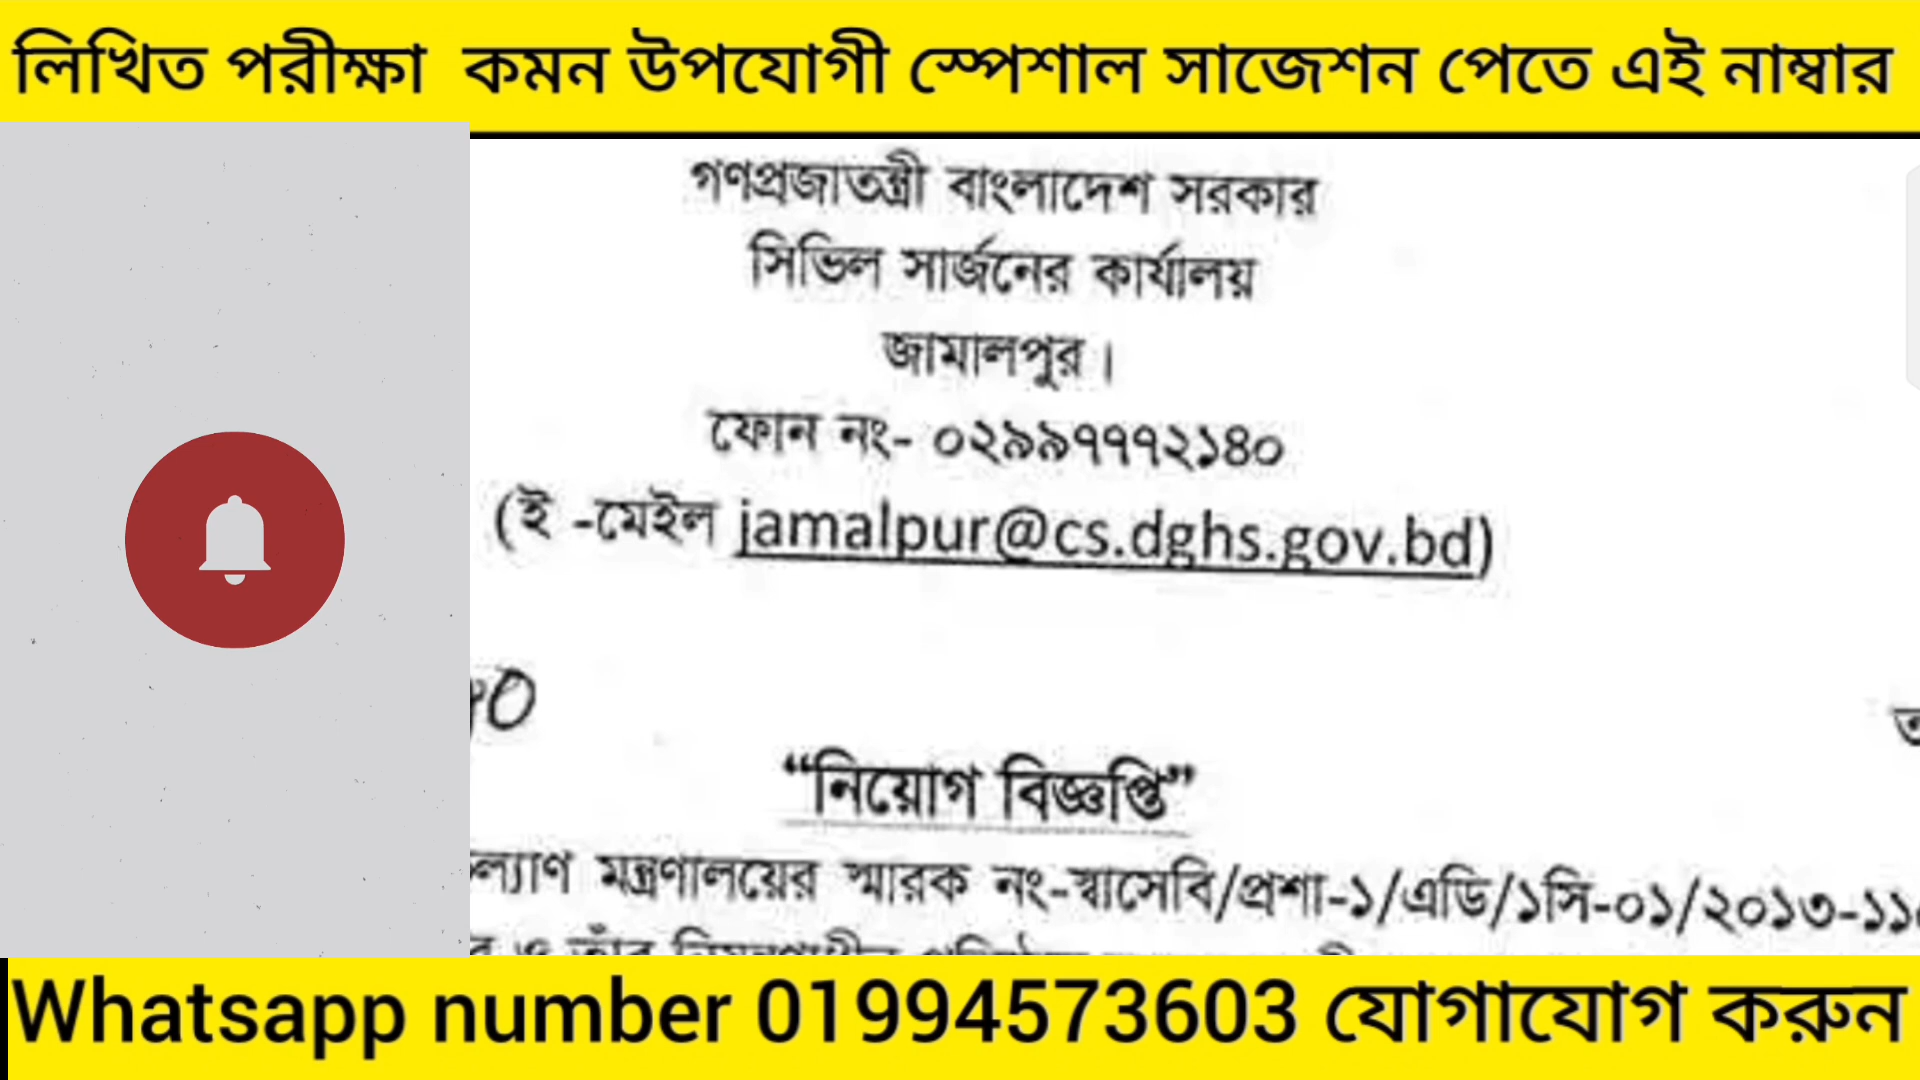 লিখিত পরীক্ষা কমন উপযোগী স্পেশাল সাজেশন পেতে এই নাম্বার
গণপ্রজাতন্ত্রী বাংলাদেশ সরকার
সিভিল সার্জনের কার্যালয়
জামালপুর।
ফোন নং- ০২৯৯৭৭৭২১৪০
(ই -মেইল jamalpur@cs.dghs.gov.bd)
“নিয়োগ বিজ্ঞপ্তি”
মন্ত্রণালয়ের স্মারক নং-স্বাসেবি/প্রশা-১/এডি/১সি-০১/২০১৩-১১
Whatsapp number 01994573603 যোগাযোগ করুন